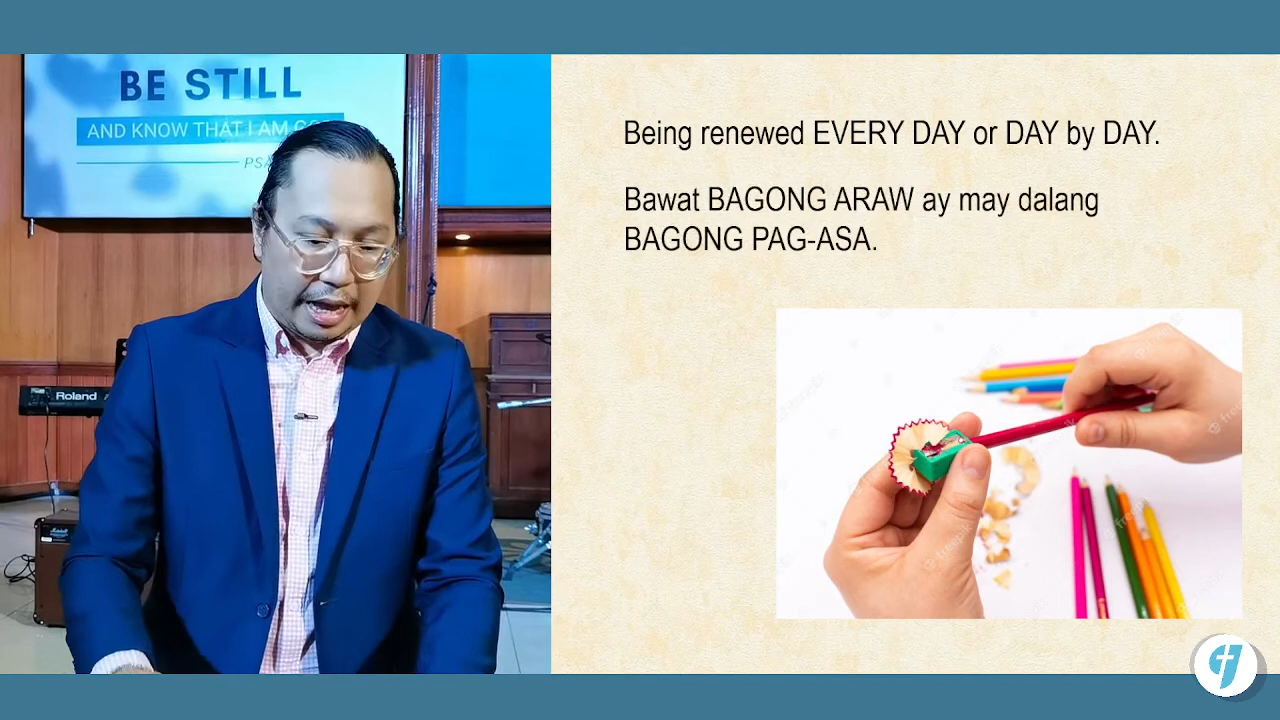 BE STILL
AND KNOW THAT I AM
Roland
Being renewed EVERY DAY or DAY by DAY.
Bawat BAGONG ARAW ay may dalang
BAGONG PAG-ASA.